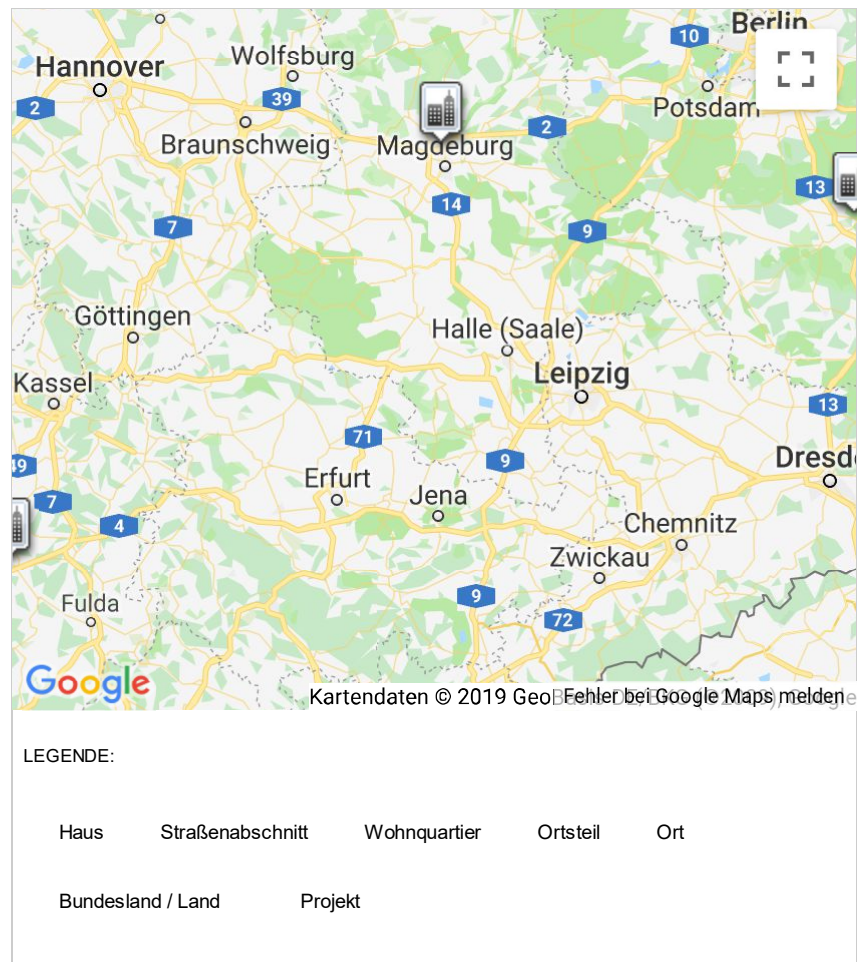 Berlin
10
Hannover
Wolfsburg
39
2
Potsdam
Braunschweig
Magdeburg
2
13
14
7
9
Göttingen
Halle (Saale)
Leipzig
Kassel
13
71
9
49
Dresd
Erfurt
Jena
7
4
Chemnitz
Zwickau
9
Fulda
72
Google
Kartendaten © 2019 Geo
Fehler bei Google Maps melden
LEGENDE:
Haus Straßenabschnitt Wohnquartier Ortsteil Ort
Bundesland / Land Projekt